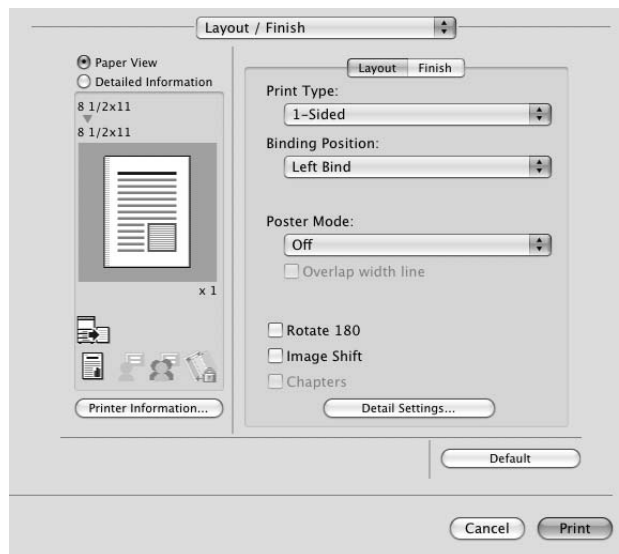 Layout / Finish
Paper View
Detailed Information
8 1/2x11
8 1/2x11
x 1
Printer Information...
Layout Finish
Print Type:
1-Sided
Binding Position:
Left Bind
Poster Mode:
Off
Overlap width line
Rotate 180
Image Shift
Chapters
Detail Settings...
Default
Cancel Print